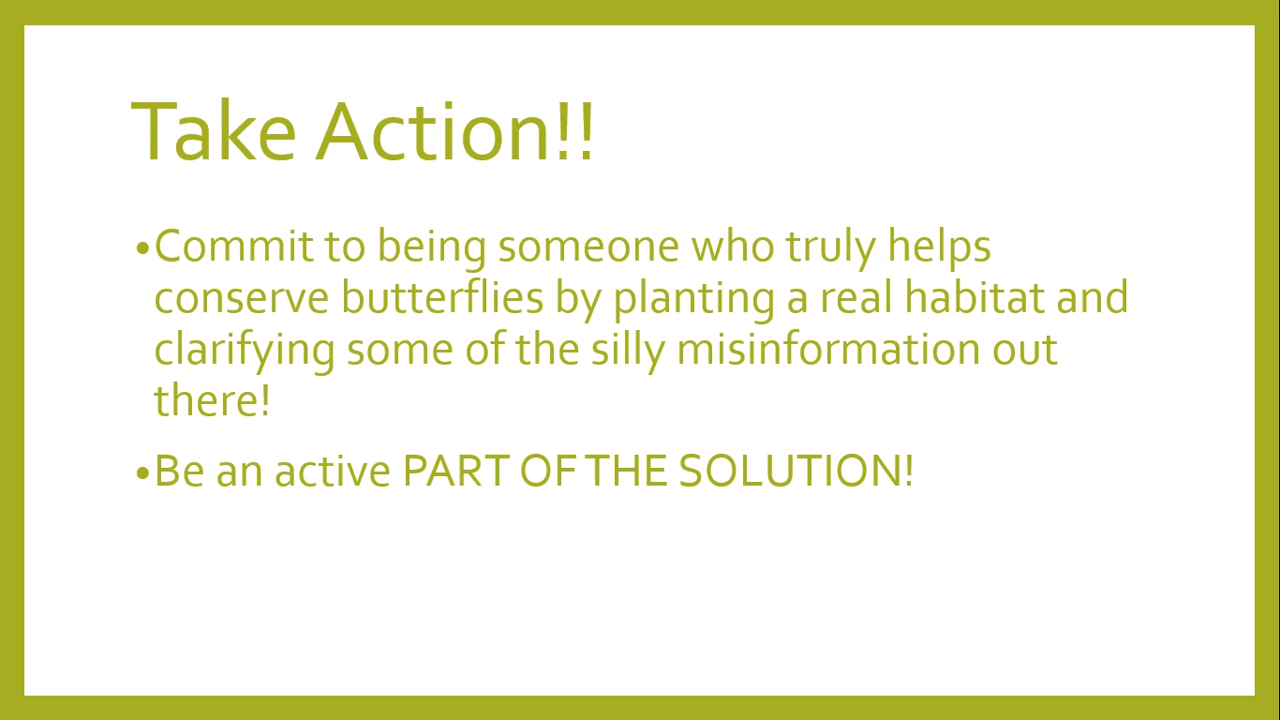 Take Action!!
•Commit to being someone who truly helps
conserve butterflies by planting a real habitat and
clarifying some of the silly misinformation out
there!
•Be an active PART OF THE SOLUTION!